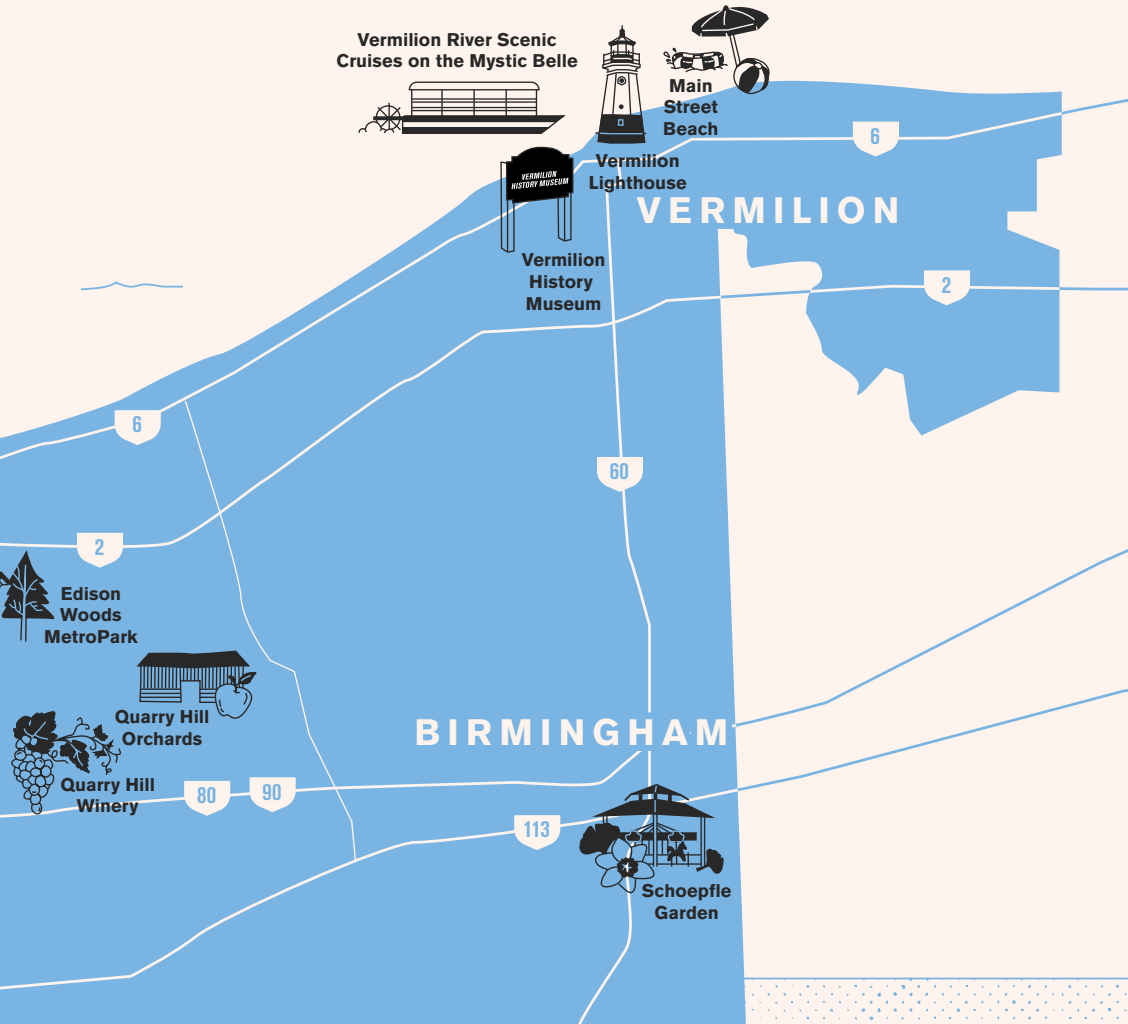 Vermilion River Scenic
Cruises on the Mystic Belle
Main
Street
Beach
6
VERMILION
HISTORY MUSEUM
Vermilion
Lighthouse
VERMILION
Vermilion
History
Museum
2
6
60
2
Edison
Woods
MetroPark
Quarry Hill
Orchards
BIRMINGHAM
Quarry Hill
Winery
80
90
113
Schoepfle
Garden